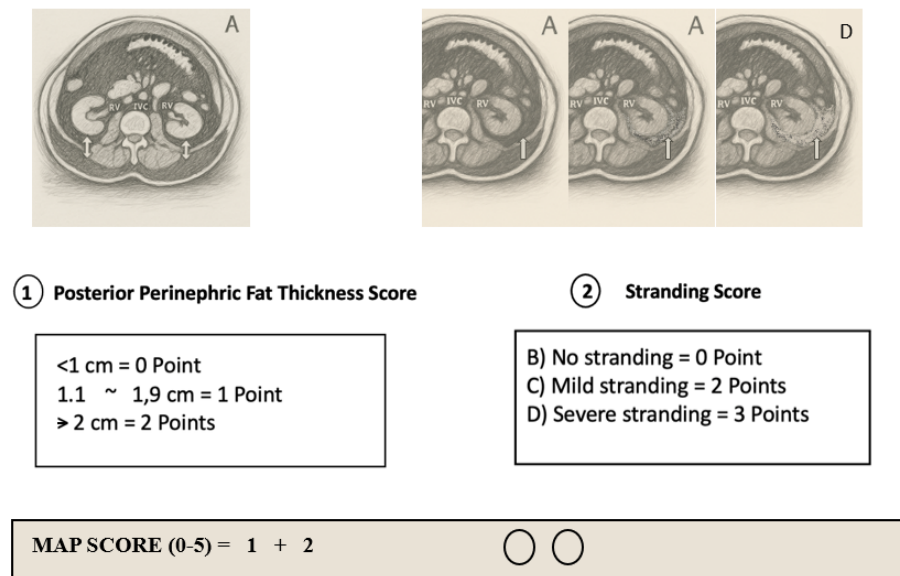 A
A
A
D
RV IVC RV
RV IVC RV
RV IVC RV
RV IVC RV
1 Posterior Perinephric Fat Thickness Score
<1 cm = 0 Point
1.1 ~ 1,9 cm = 1 Point
> 2 cm = 2 Points
2 Stranding Score
B) No stranding = 0 Point
C) Mild stranding = 2 Points
D) Severe stranding = 3 Points
MAP SCORE (0-5) = 1 + 2